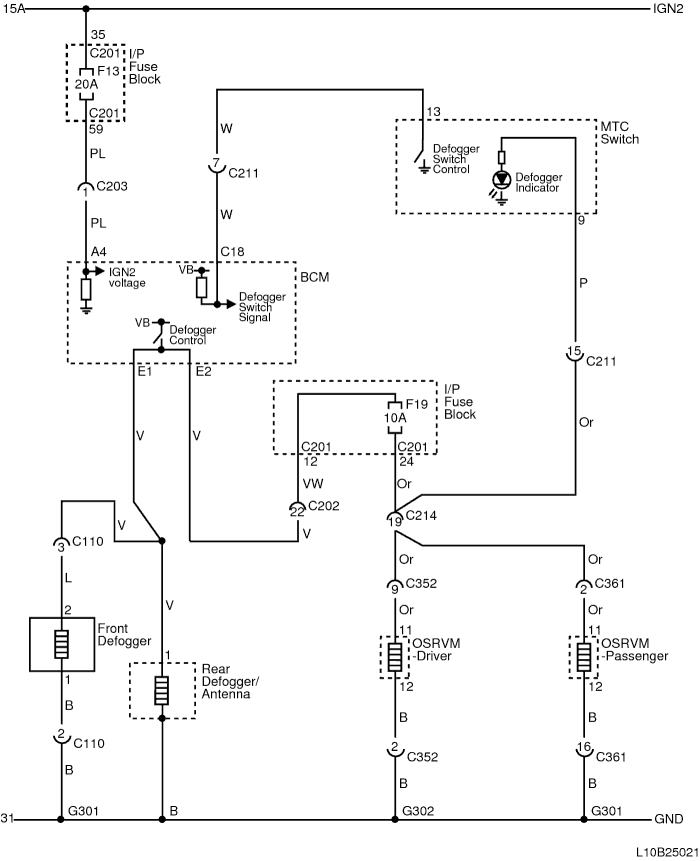 15A
IGN2
35
C201
I/P
Fuse
Block
F13
20A
C201
59
PL
C203
1
PL
A4
W
7
C211
W
C18
13
MTC
Switch
Defogger
Switch
Control
Defogger
Indicator
9
P
15
C211
Or
IGN2
voltage
VB
Defogger
Switch
Signal
BCM
VB
Defogger
Control
E1
E2
V
V
I/P
Fuse
Block
F19
10A
C201
C201
12
24
VW
Or
C202
22
V
C214
19
V
3
C110
L
2
Front
Defogger
1
B
2
C110
B
V
1
Rear
Defogger/
Antenna
Or
Or
9
C352
2
C361
Or
Or
11
OSRVM
-Driver
12
11
OSRVM
-Passenger
12
B
B
2
C352
16
C361
B
B
31
G301
B
G302
G301
GND
L10B25021